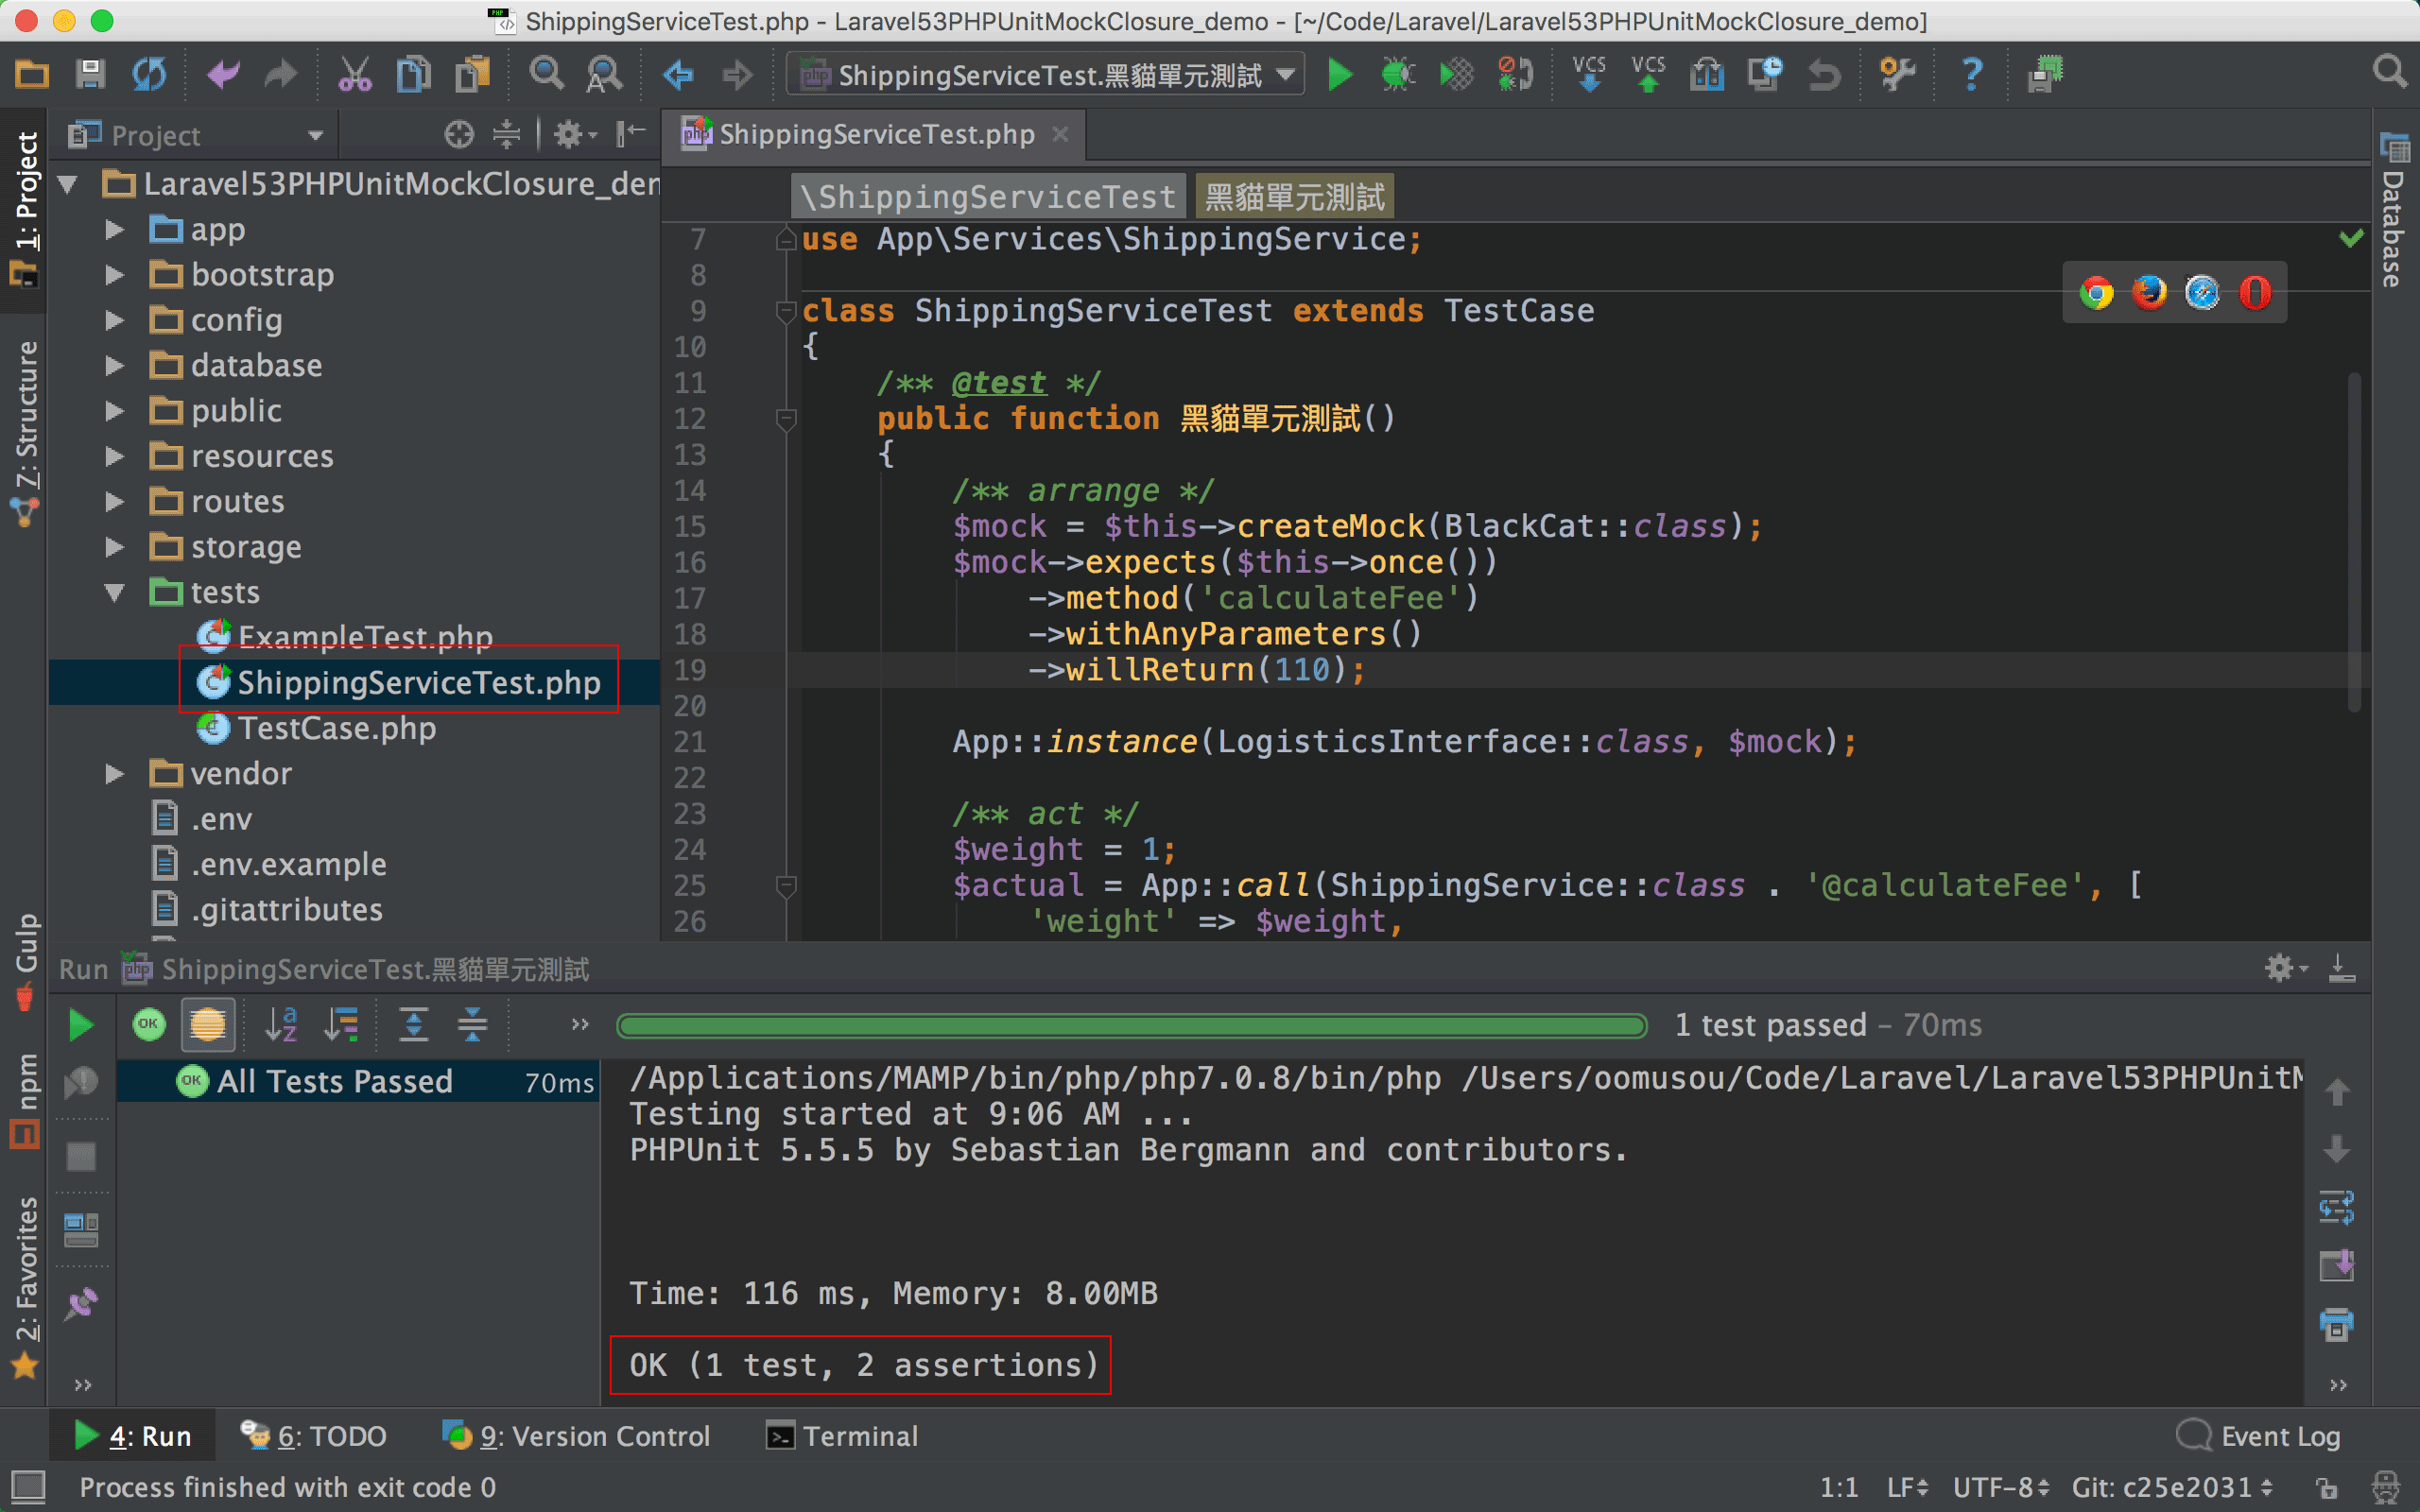 ShippingServiceTest.php - Laravel53PHPUnitMockClosure_demo - [~/Code/Laravel/Laravel53PHPUnitMockClosure_demo]
ShippingServiceTest.黑貓單元測試
VCS
VCS
1: Project
7: Structure
Gulp
npm
2: Favorites
Project
Laravel53PHPUnitMockClosure_
app
bootstrap
config
database
public
resources
routes
storage
tests
ExampleTest.php
ShippingServiceTest.php
TestCase.php
vendor
.env
.env.example
.gitattributes
ShippingServiceTest.php
\ShippingServiceTest 黑貓單元測試
7 use App\Services\ShippingService;
8
9 class ShippingServiceTest extends TestCase
10 {
11 /** @test */
12 public function 黑貓單元測試()
13 {
14 /** arrange */
15 $mock = $this->createMock(BlackCat::class);
16 $mock->expects($this->once())
17 ->method('calculateFee')
18 ->withAnyParameters()
19 ->willReturn(110);
20
21 App::instance(LogisticsInterface::class, $mock);
22
23 /** act */
24 $weight = 1;
25 $actual = App::call(ShippingService::class . '@calculateFee', [
26 'weight' => $weight,
Database
Run ShippingServiceTest.黑貓單元測試
1 test passed – 70ms
OK All Tests Passed 70ms
/Applications/MAMP/bin/php/php7.0.8/bin/php /Users/oomusou/Code/Laravel/Laravel53PHPUnitM
Testing started at 9:06 AM ...
PHPUnit 5.5.5 by Sebastian Bergmann and contributors.
Time: 116 ms, Memory: 8.00MB
OK (1 test, 2 assertions)
4: Run 6: TODO 9: Version Control Terminal Event Log
Process finished with exit code 0 1:1 LF UTF-8 Git: c25e2031